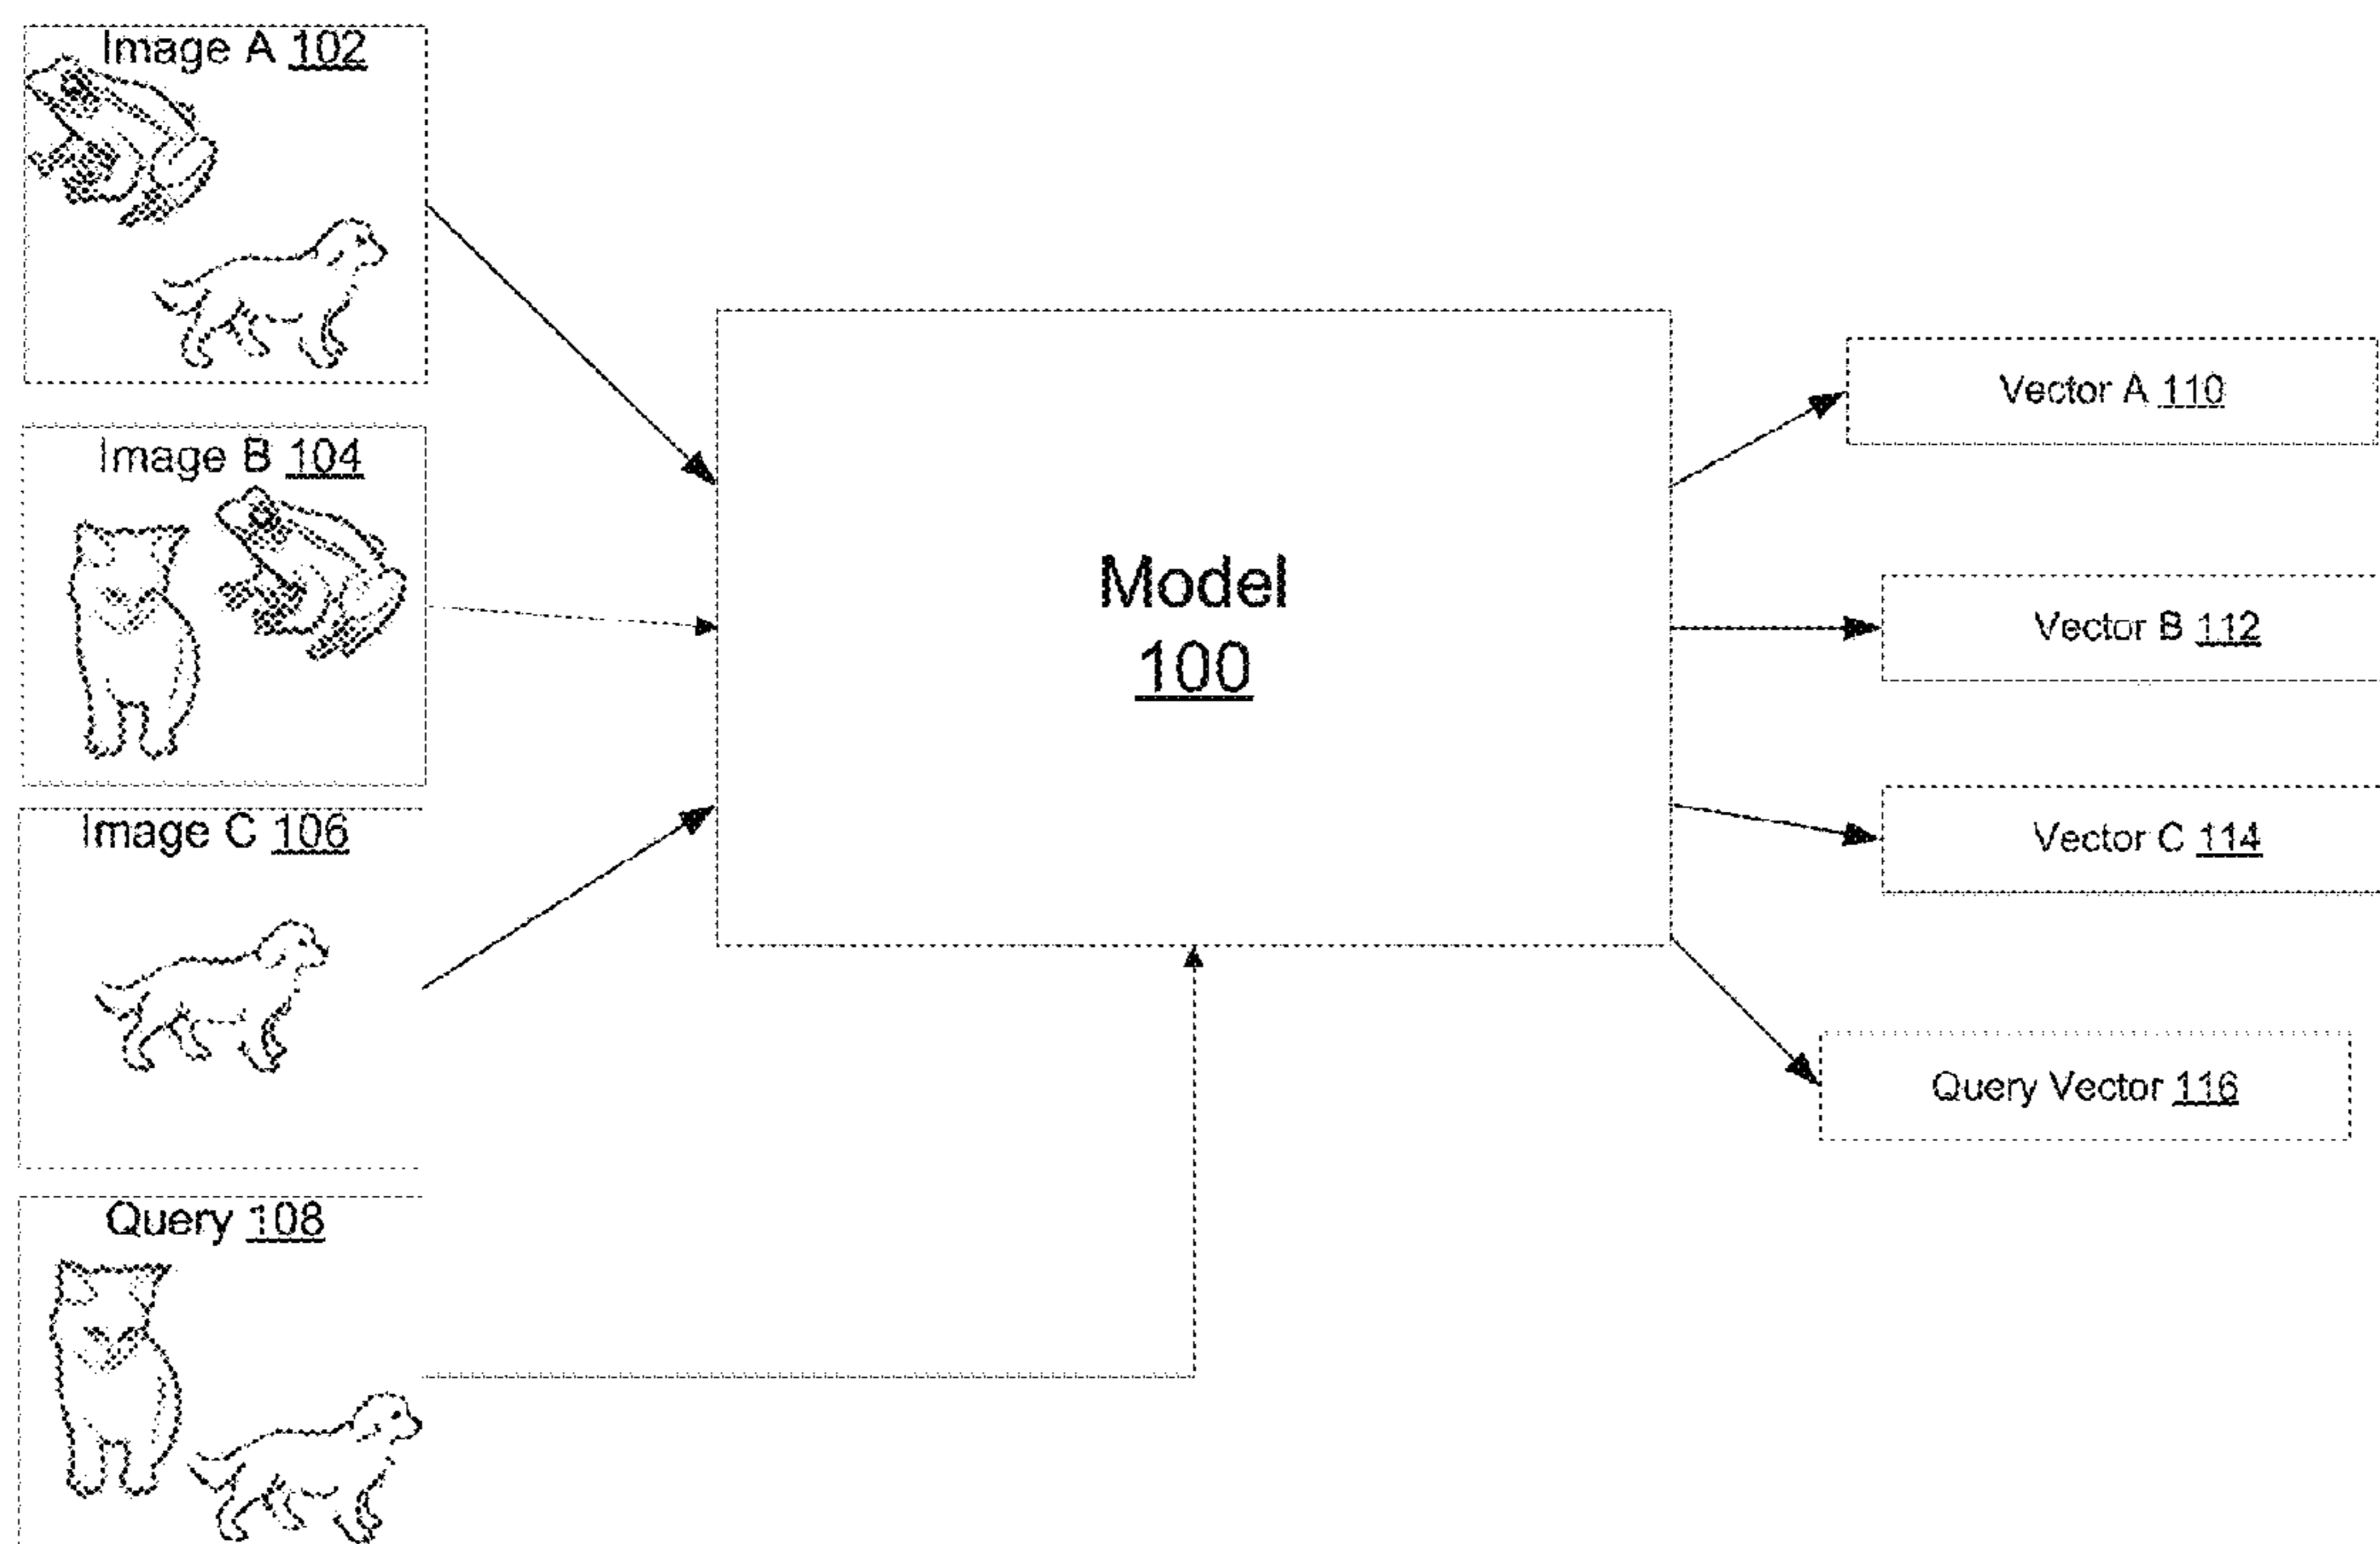 Image A 102
Image B 104
Image C 106
Query 108
Model
100
Vector A 110
Vector B 112
Vector C 114
Query Vector 116